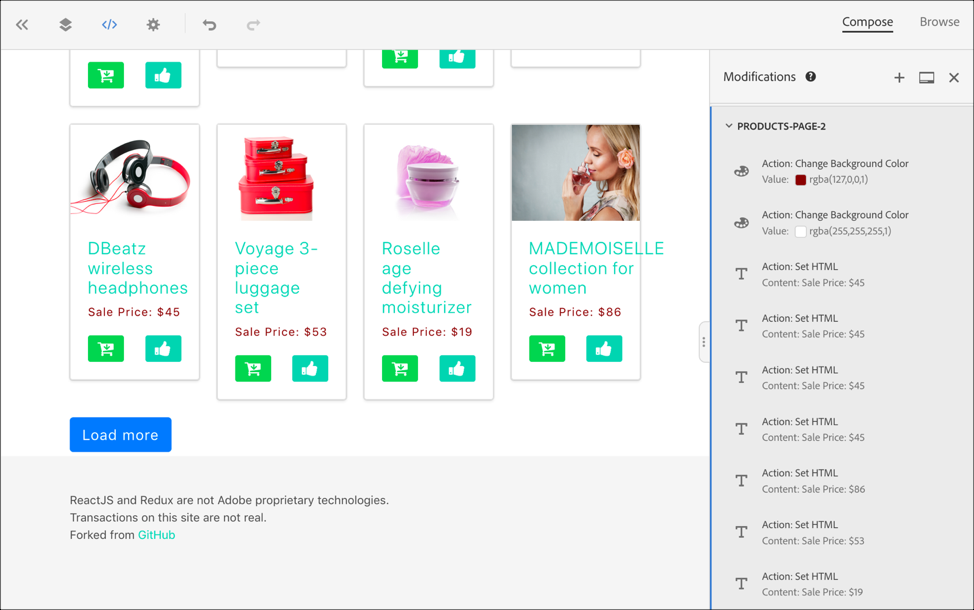 Compose Browse
Modifications
PRODUCTS-PAGE-2
Action: Change Background Color
Value: rgba(127,0,0,1)
Action: Change Background Color
Value: rgba(255,255,255,1)
Action: Set HTML
Content: Sale Price: $45
Action: Set HTML
Content: Sale Price: $45
Action: Set HTML
Content: Sale Price: $45
Action: Set HTML
Content: Sale Price: $45
Action: Set HTML
Content: Sale Price: $86
Action: Set HTML
Content: Sale Price: $53
Action: Set HTML
Content: Sale Price: $19
DBeatz
wireless
headphones
Sale Price: $45
Voyage 3-
piece
luggage
set
Sale Price: $53
Roselle
age
defying
moisturizer
Sale Price: $19
MADEMOISELLE
collection for
women
Sale Price: $86
Load more
ReactJS and Redux are not Adobe proprietary technologies.
Transactions on this site are not real.
Forked from GitHub